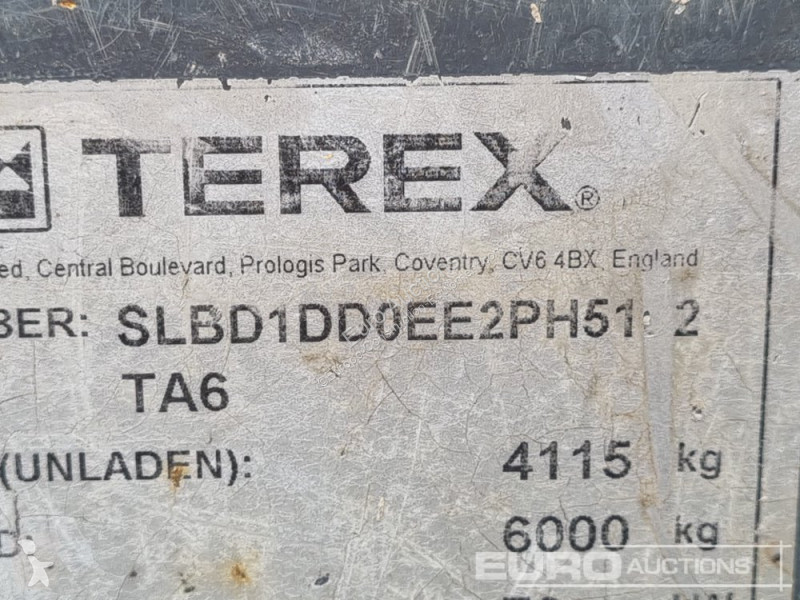 TEREX®
ed, Central Boulevard, Prologis Park, Coventry, CV6 4BX, England
BER:
TA6
(UNLADEN): 4115 kg
6000 kg
EURO AUCTIONS